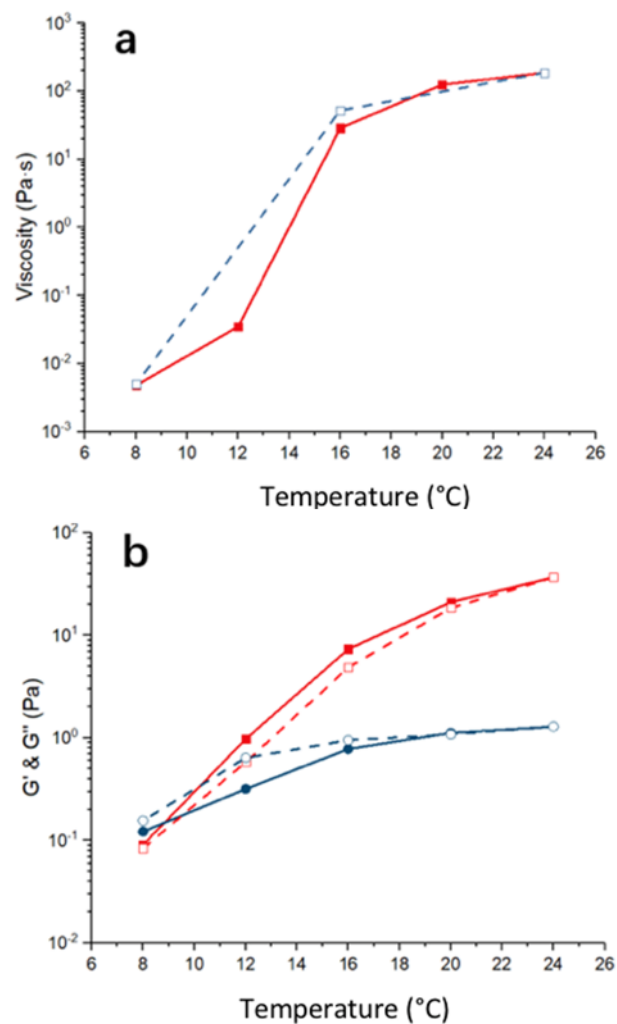 a
10³
10²
10¹
10⁰
10⁻¹
10⁻²
10⁻³
Viscosity (Pa·s)
6 8 10 12 14 16 18 20 22 24 26
Temperature (°C)
b
10²
10¹
10⁰
10⁻¹
10⁻²
G' & G'' (Pa)
6 8 10 12 14 16 18 20 22 24 26
Temperature (°C)